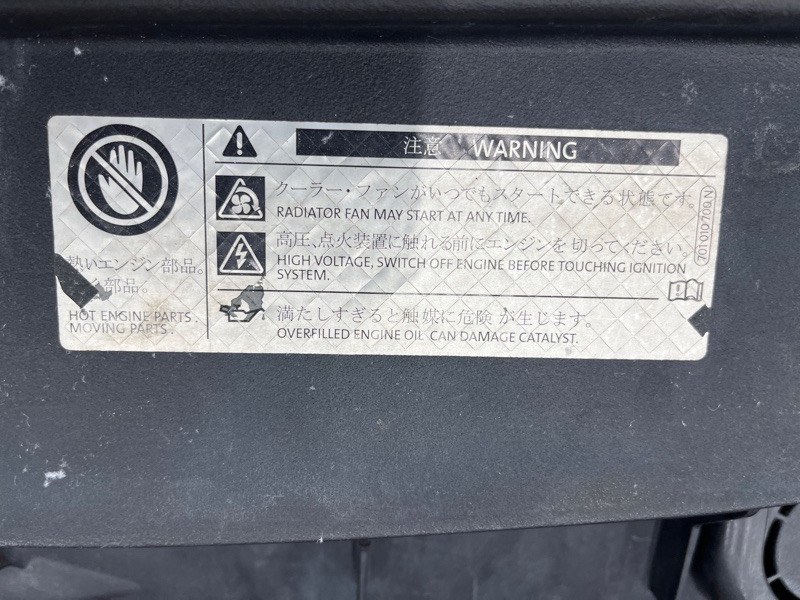 注意 WARNING
クーラー・ファンがいつでもスタートできる状態です
RADIATOR FAN MAY START AT ANY TIME.
高圧、点火装置に触れる前にエンジンを切ってください。
HIGH VOLTAGE, SWITCH OFF ENGINE BEFORE TOUCHING IGNITION
SYSTEM.
満たしすぎると触媒に危険が生じます。
OVERFILLED ENGINE OIL CAN DAMAGE CATALYST.
熱いエンジン部品。
く部品。
HOT ENGINE PARTS.
MOVING PARTS.